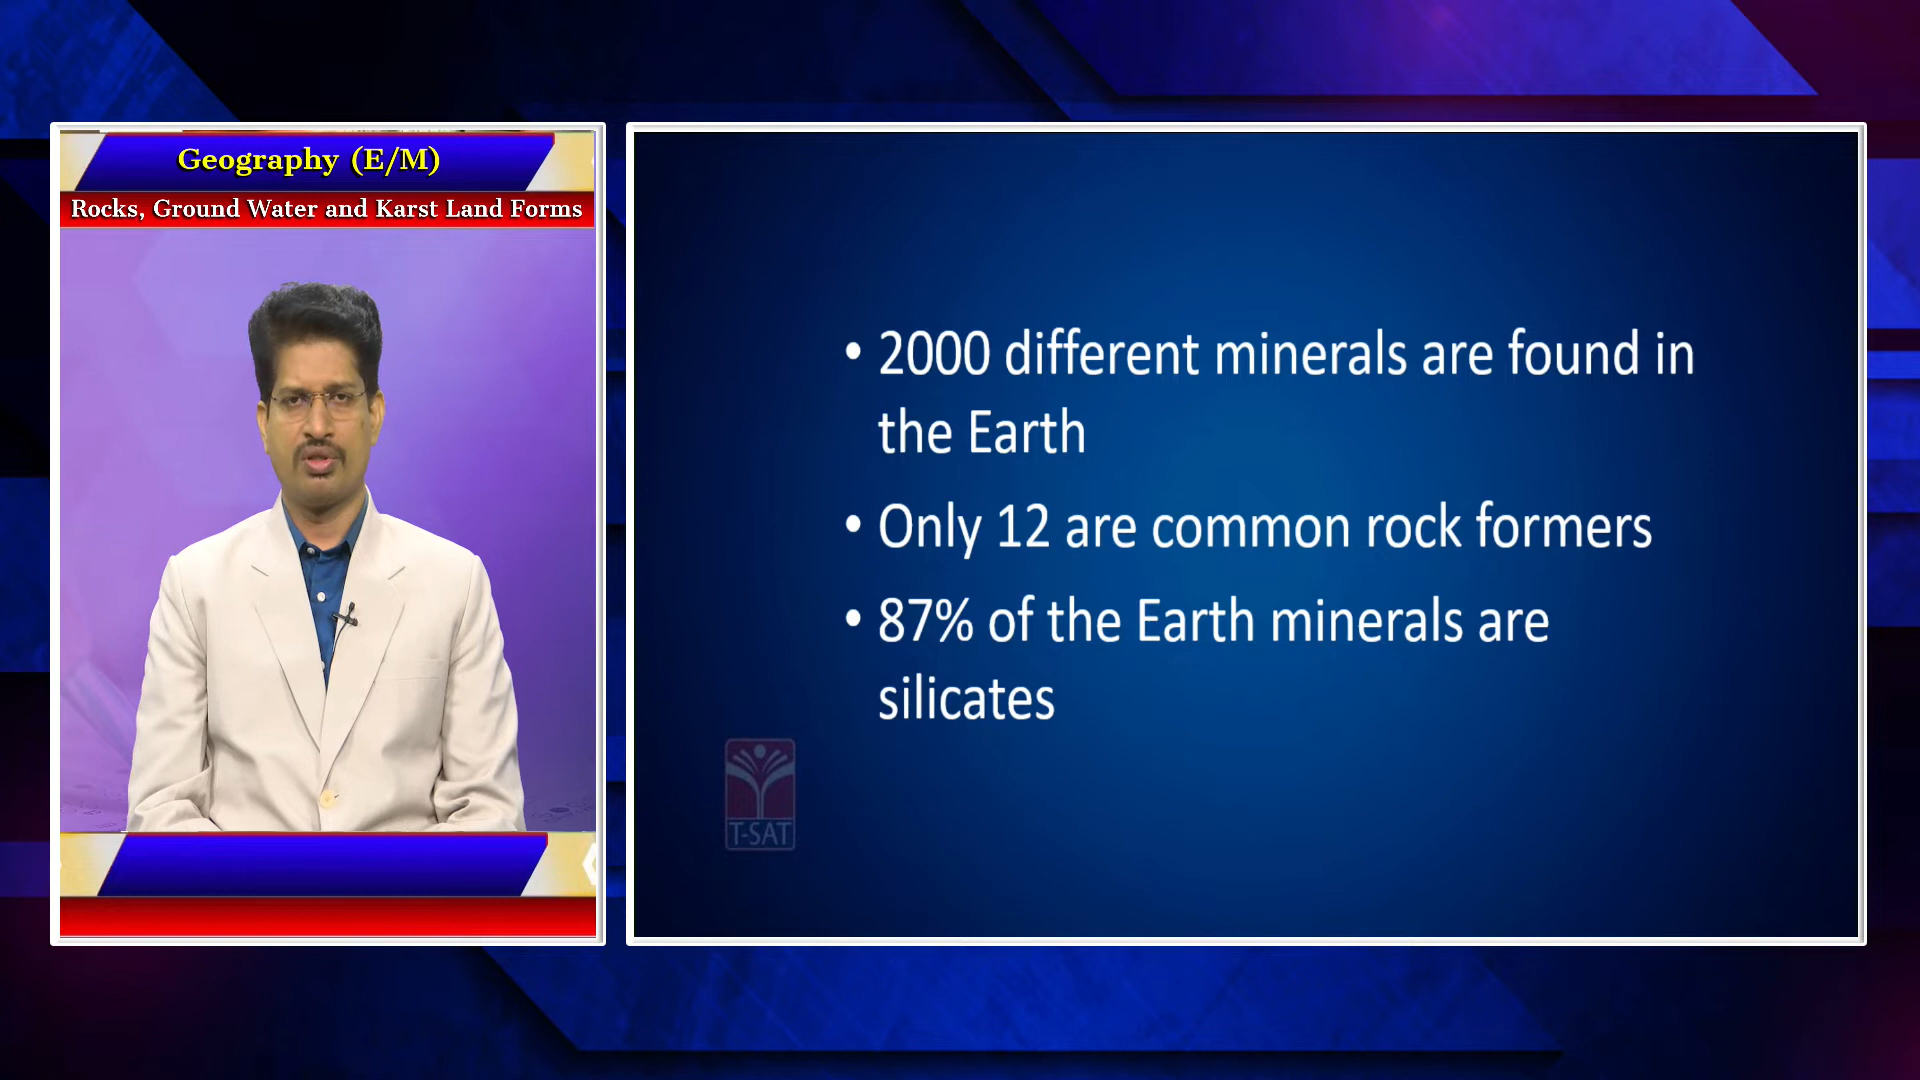 Geography (E/M)
Rocks, Ground Water and Karst Land Forms
• 2000 different minerals are found in
the Earth
• Only 12 are common rock formers
• 87% of the Earth minerals are
silicates
T-SAT